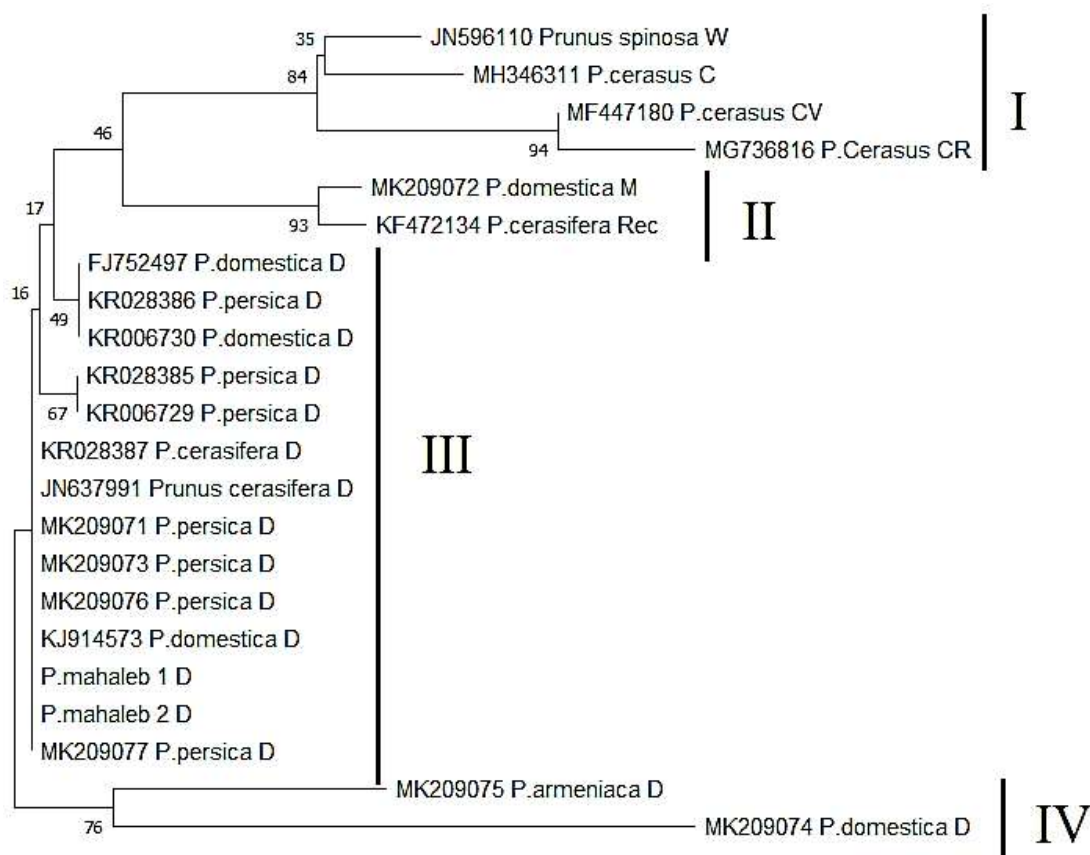 35
JN596110 Prunus spinosa W
84
MH346311 P.cerasus C
MF447180 P.cerasus CV
I
46
94
MG736816 P.Cerasus CR
MK209072 P.domestica M
17
93
KF472134 P.cerasifera Rec
II
FJ752497 P.domestica D
16
KR028386 P.persica D
49
KR006730 P.domestica D
KR028385 P.persica D
67
KR006729 P.persica D
KR028387 P.cerasifera D
III
JN637991 Prunus cerasifera D
MK209071 P.persica D
MK209073 P.persica D
MK209076 P.persica D
KJ914573 P.domestica D
P.mahaleb 1 D
P.mahaleb 2 D
MK209077 P.persica D
MK209075 P.armeniaca D
76
MK209074 P.domestica D
IV